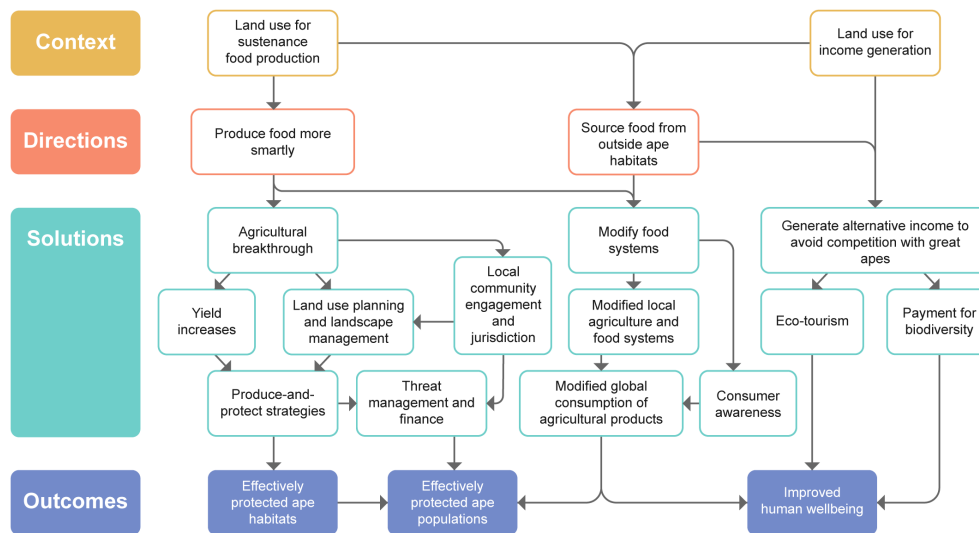 Context
Land use for
sustenance
food production
Land use for
income generation
Directions
Produce food more
smartly
Source food from
outside ape
habitats
Solutions
Agricultural
breakthrough
Modify food
systems
Generate alternative income to
avoid competition with great
apes
Local
community
engagement
and
jurisdiction
Yield
increases
Land use planning
and landscape
management
Modified local
agriculture and
food systems
Eco-tourism
Payment for
biodiversity
Produce-and-
protect strategies
Threat
management and
finance
Modified global
consumption of
agricultural products
Consumer
awareness
Outcomes
Effectively
protected ape
habitats
Effectively
protected ape
populations
Improved
human wellbeing